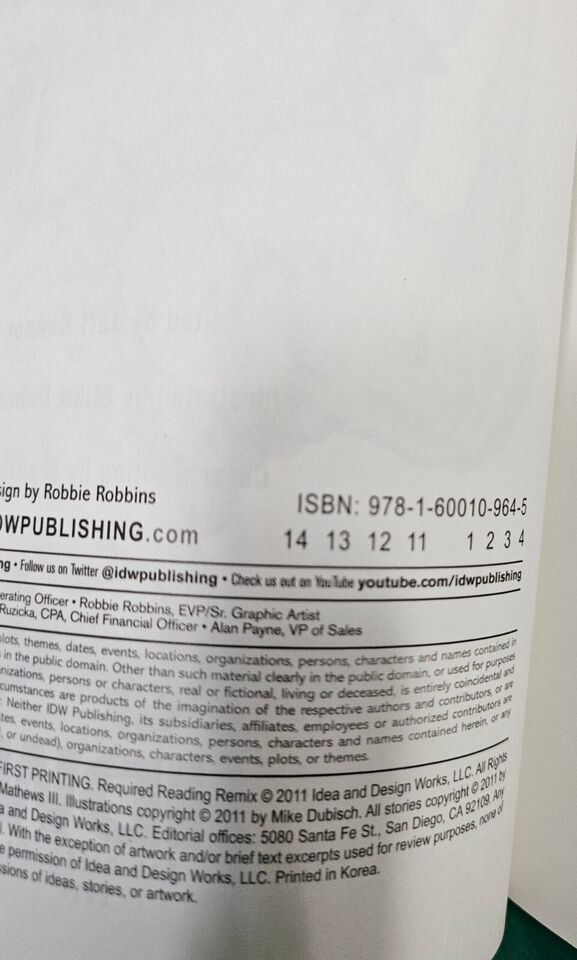 sign by Robbie Robbins
ISBN: 978-1-60010-964-5
IDWPUBLISHING.com
14 13 12 11 1 2 3 4
ng • Follow us on Twitter @idwpublishing • Check us out on YouTube youtube.com/idwpublishing
erating Officer • Robbie Robbins, EVP/Sr. Graphic Artist
Ruzicka, CPA, Chief Financial Officer • Alan Payne, VP of Sales
plots, themes, dates, events, locations, organizations, persons, characters and names contained in
in the public domain. Other than such material clearly in the public domain, or used for purposes
nizations, persons or characters, real or fictional, living or deceased, is entirely coincidental and
cumstances are products of the imagination of the respective authors and contributors, or are
: Neither IDW Publishing, its subsidiaries, affiliates, employees or authorized contributors are
tes, events, locations, organizations, persons, characters and names contained herein, or any
, or undead), organizations, characters, events, plots, or themes.
FIRST PRINTING. Required Reading Remix © 2011 Idea and Design Works, LLC. All Rights
Mathews III. Illustrations copyright © 2011 by Mike Dubisch. All stories copyright © 2011 by
a and Design Works, LLC. Editorial offices: 5080 Santa Fe St., San Diego, CA 92109. Any
. With the exception of artwork and/or brief text excerpts used for review purposes, none of
e permission of Idea and Design Works, LLC. Printed in Korea.
sions of ideas, stories, or artwork.